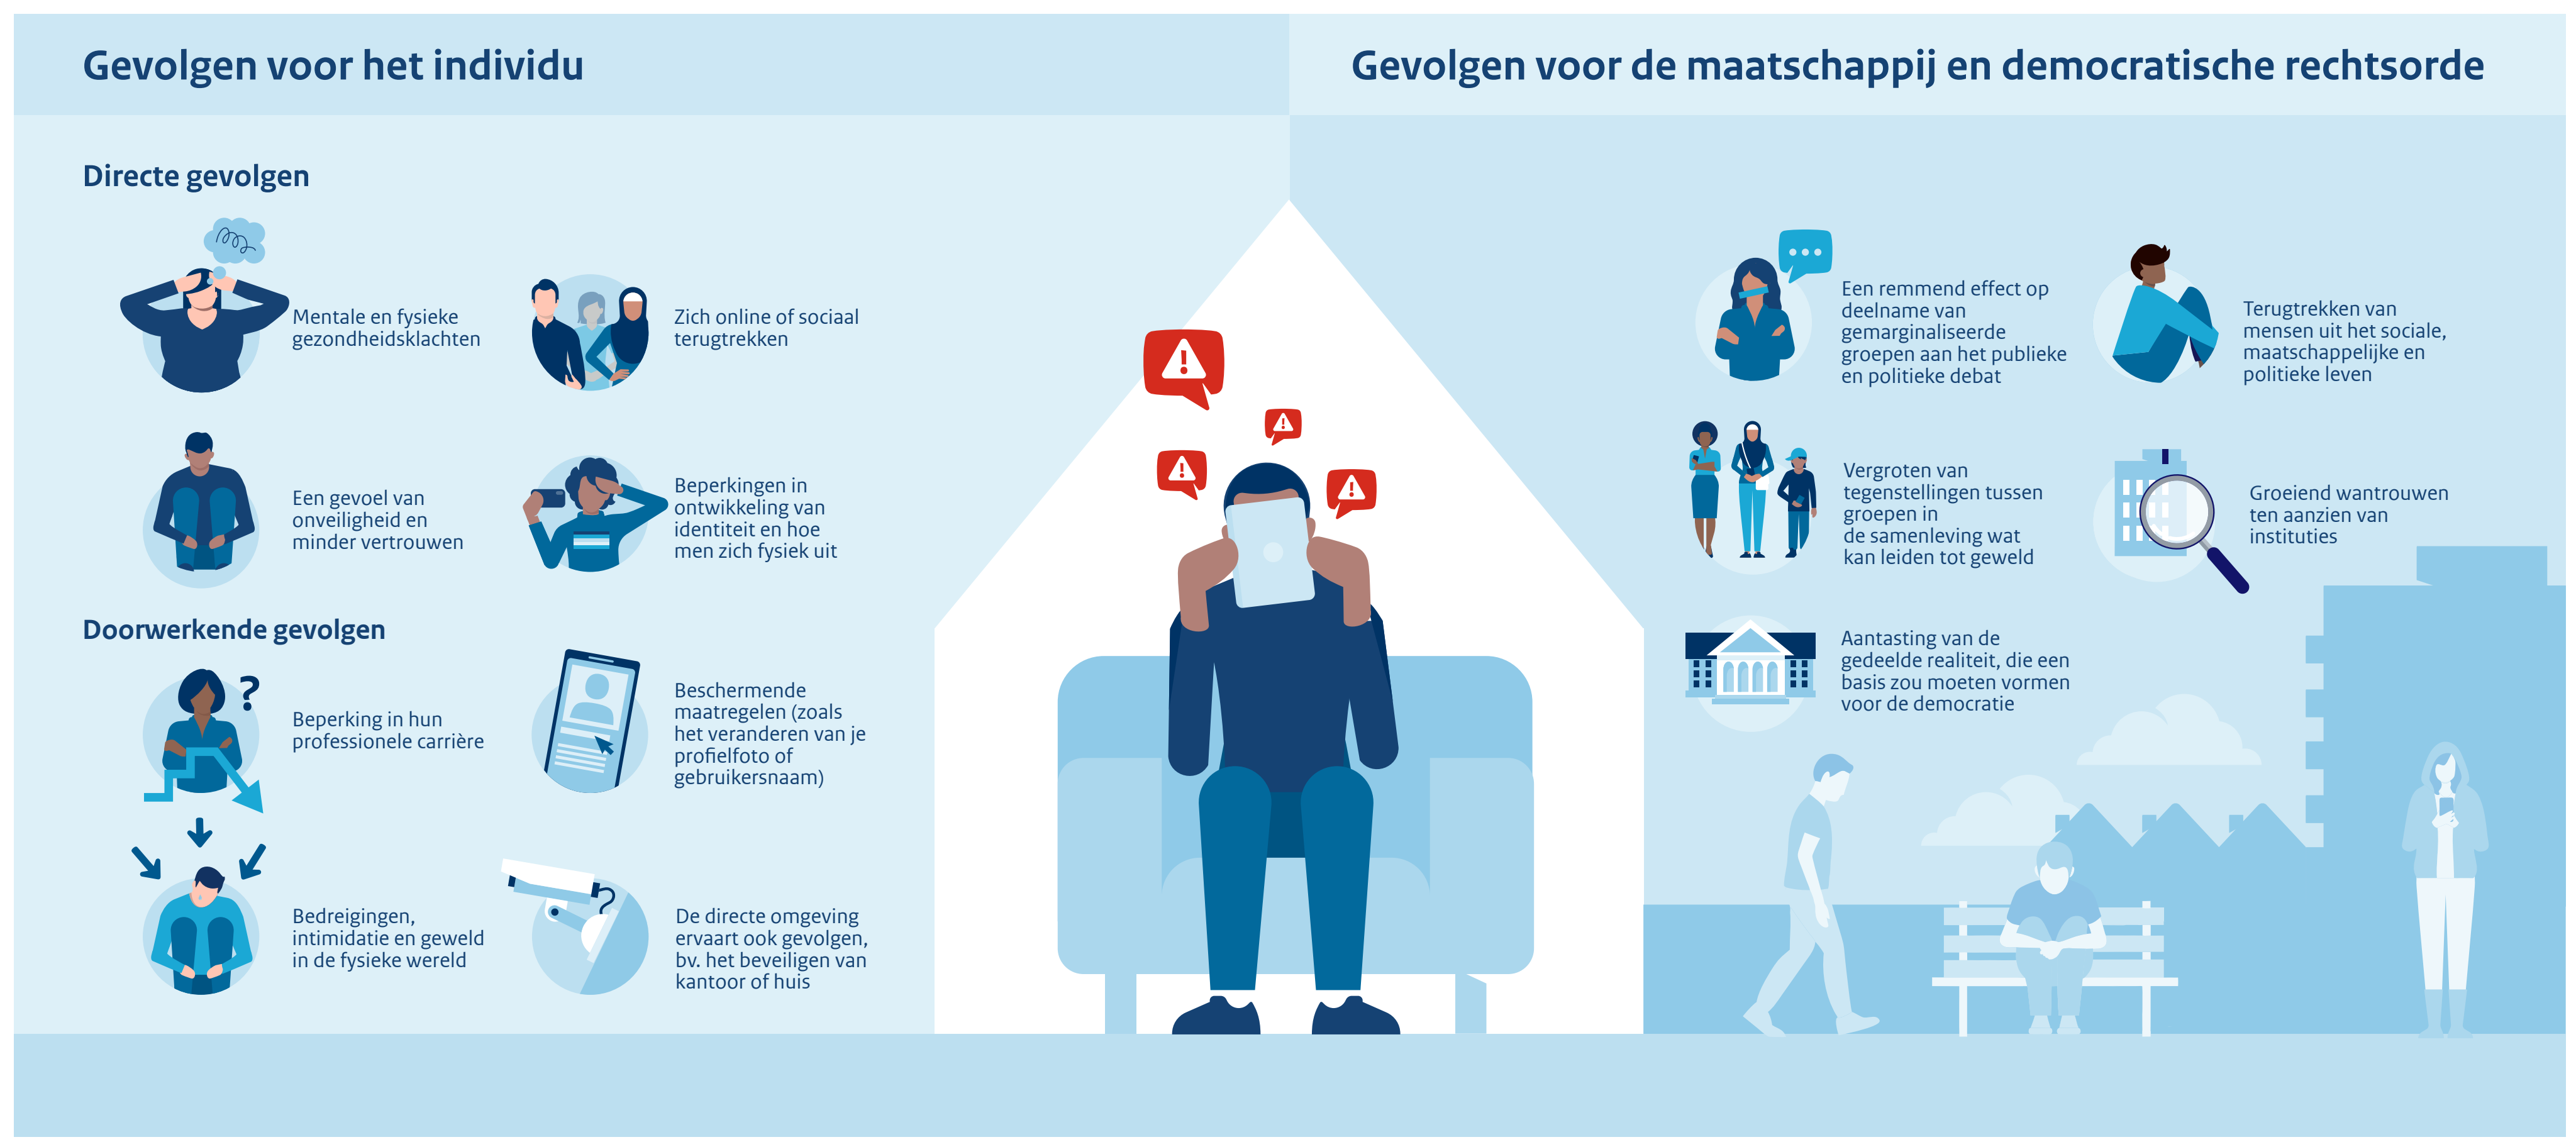 Gevolgen voor het individu
Directe gevolgen
Mentale en fysieke
gezondheidsklachten
Zich online of sociaal
terugtrekken
Een gevoel van
onveiligheid en
minder vertrouwen
Beperkingen in
ontwikkeling van
identiteit en hoe
men zich fysiek uit
Doorwerkende gevolgen
?
Beperking in hun
professionele carrière
Beschermende
maatregelen (zoals
het veranderen van je
profielfoto of
gebruikersnaam)
Bedreigingen,
intimidatie en geweld
in de fysieke wereld
De directe omgeving
ervaart ook gevolgen,
bv. het beveiligen van
kantoor of huis
!
!
!
!
Gevolgen voor de maatschappij en democratische rechtsorde
Een remmend effect op
deelname van
gemarginaliseerde
groepen aan het publieke
en politieke debat
Terugtrekken van
mensen uit het sociale,
maatschappelijke en
politieke leven
Vergroten van
tegenstellingen tussen
groepen in
de samenleving wat
kan leiden tot geweld
Groeiend wantrouwen
ten aanzien van
instituties
Aantasting van de
gedeelde realiteit, die een
basis zou moeten vormen
voor de democratie